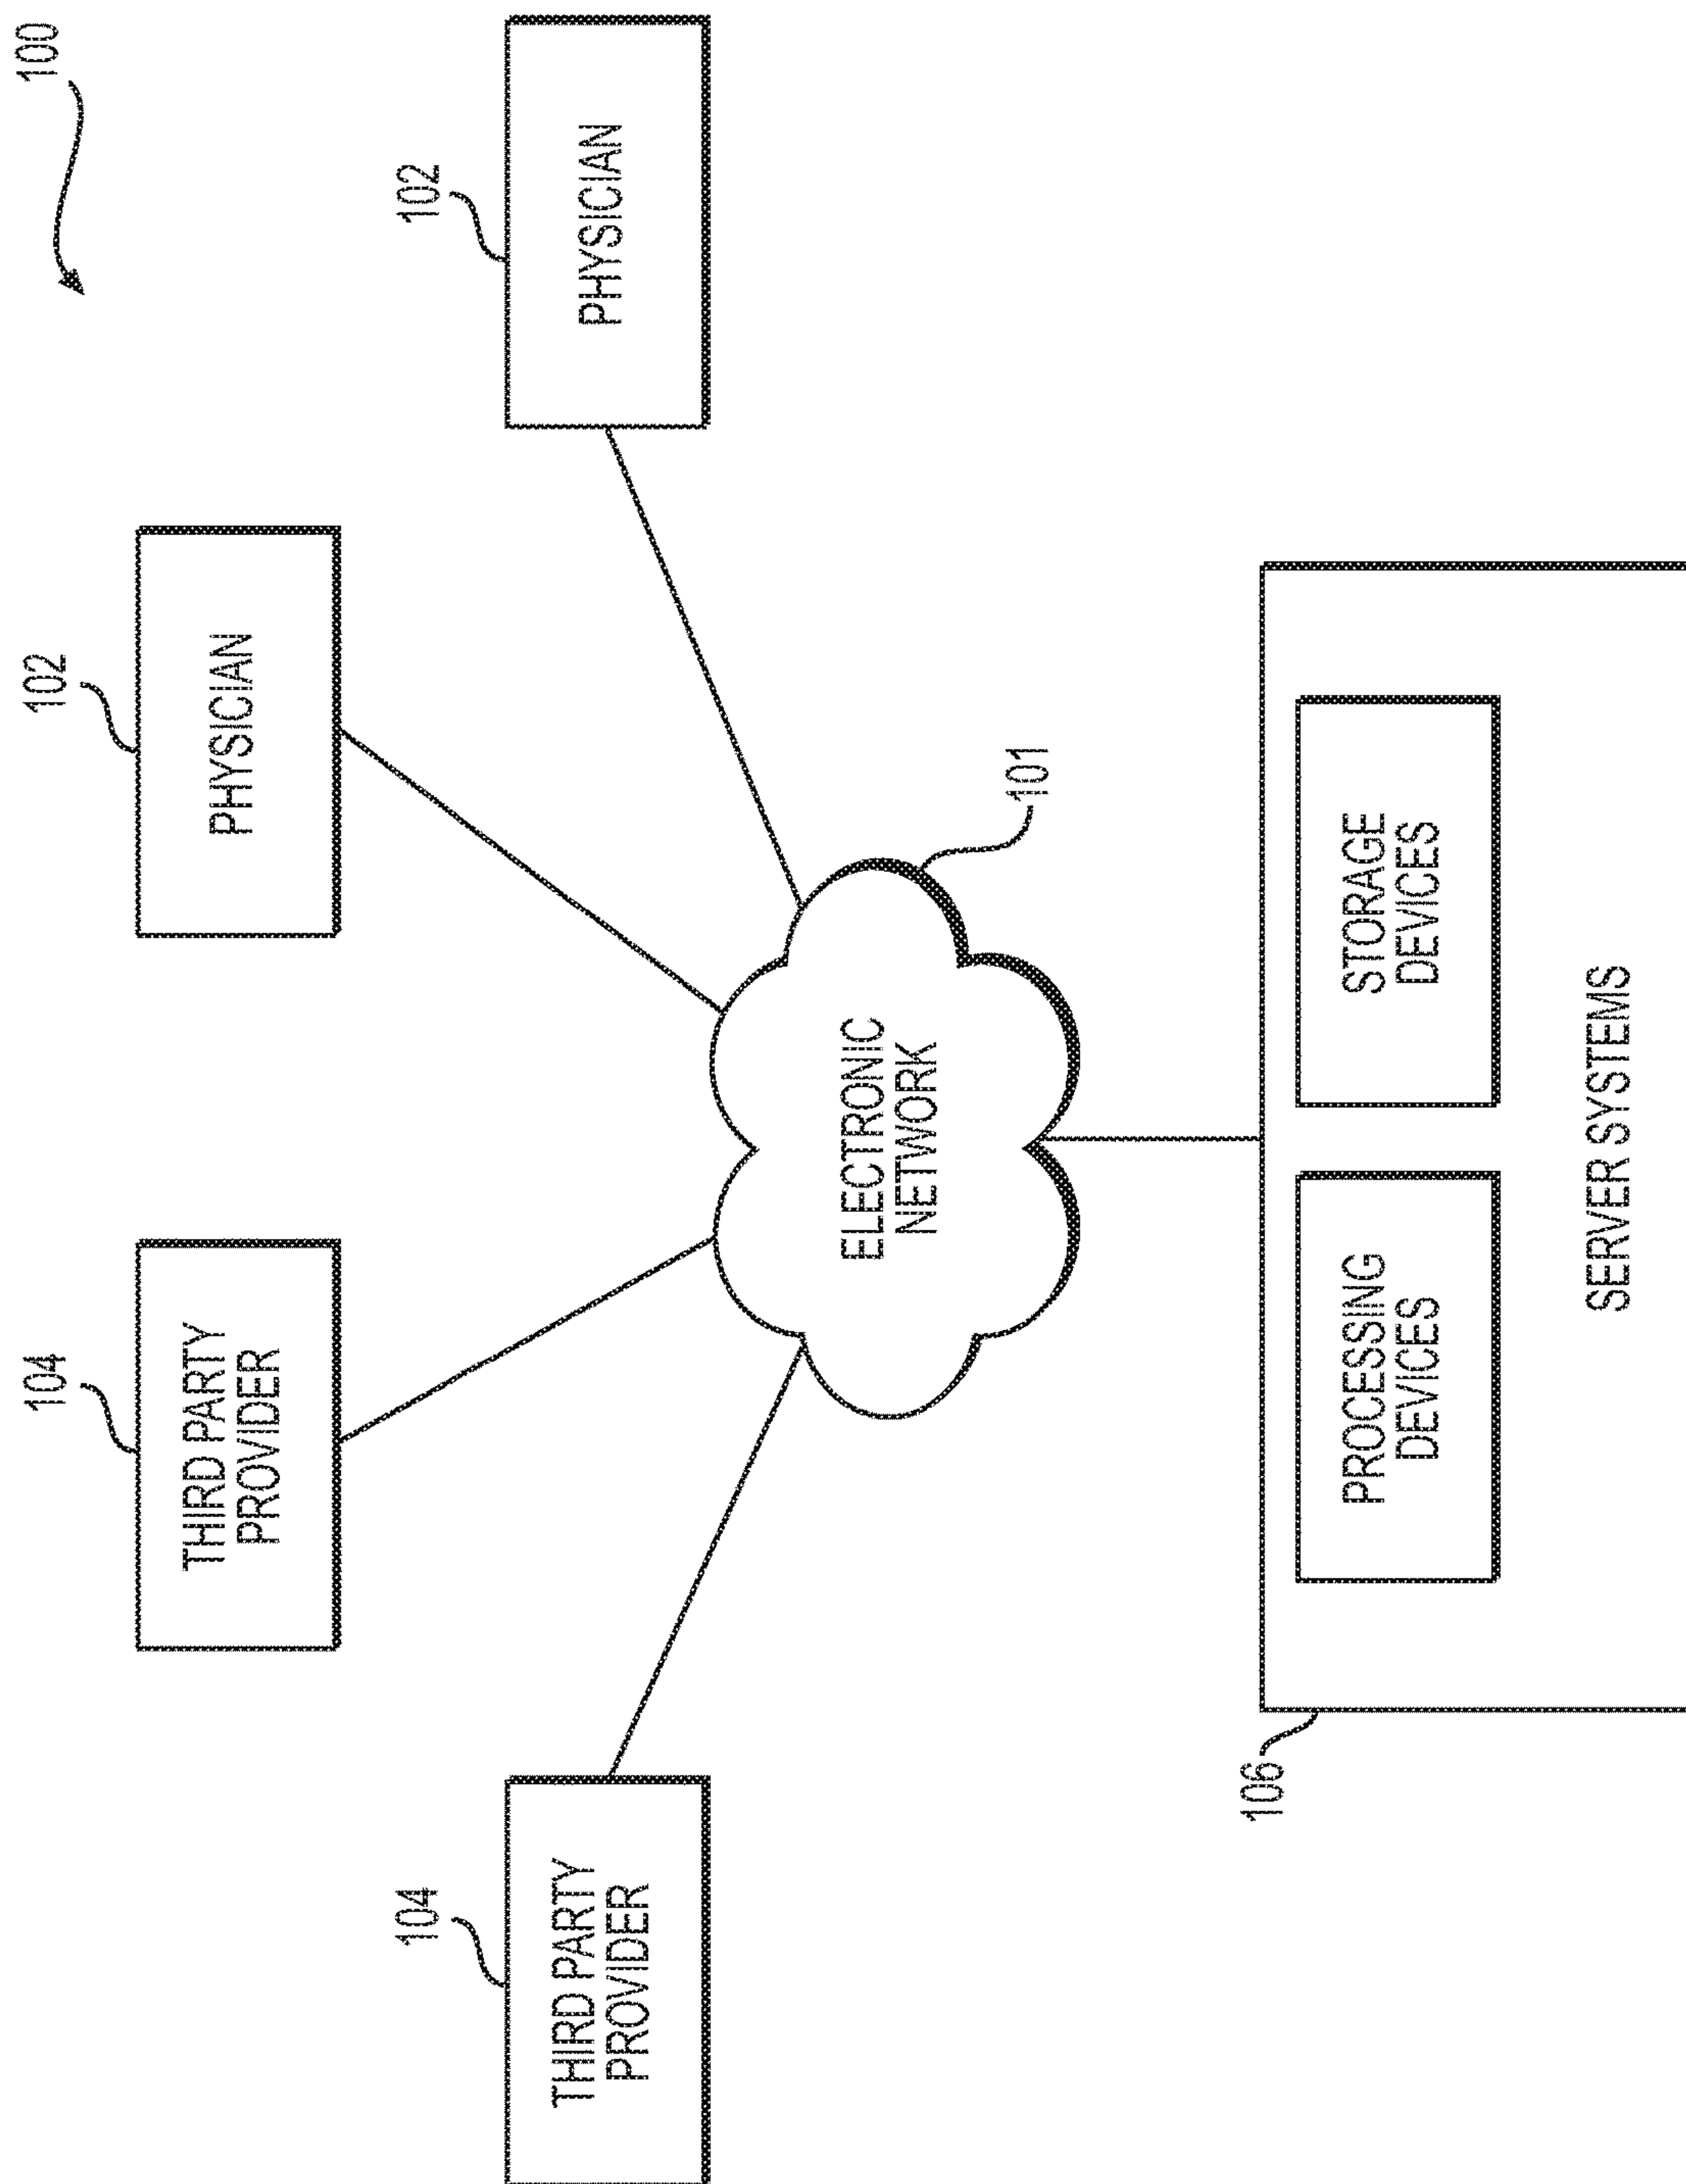 100
104
THIRD PARTY
PROVIDER
102
PHYSICIAN
104
THIRD PARTY
PROVIDER
102
PHYSICIAN
ELECTRONIC
NETWORK
101
106
PROCESSING
DEVICES
STORAGE
DEVICES
SERVER SYSTEMS